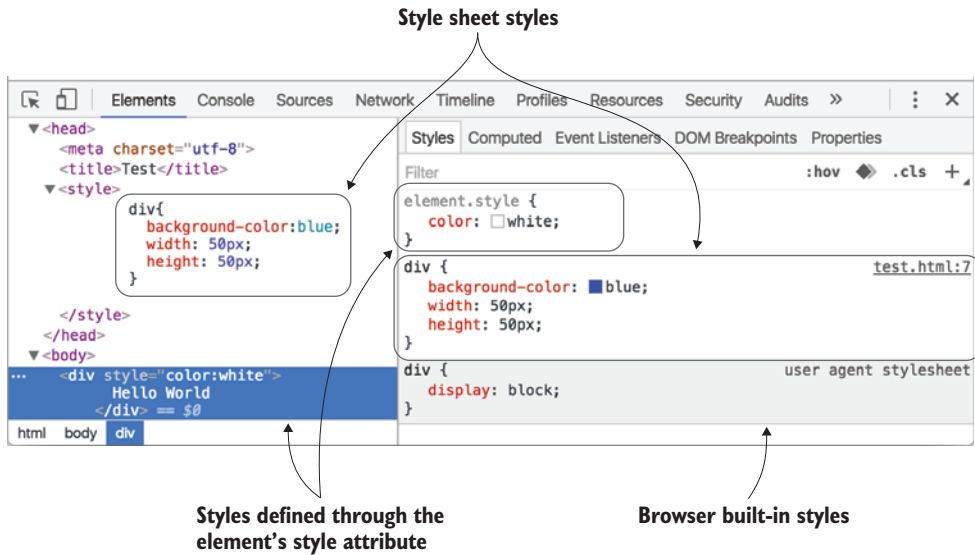 Style sheet styles
Elements Console Sources Network Timeline Profiles Resources Security Audits »
▼<head>
<meta charset="utf-8">
<title>Test</title>
▼<style>
div{
background-color:blue;
width: 50px;
height: 50px;
}
</style>
</head>
▼<body>
... <div style="color:white">
Hello World
</div> == $0
html body div
Styles Computed Event Listeners DOM Breakpoints Properties
Filter :hov .cls +
element.style {
color: white;
}
div { test.html:7
background-color: blue;
width: 50px;
height: 50px;
}
div { user agent stylesheet
display: block;
}
Styles defined through the
element's style attribute
Browser built-in styles